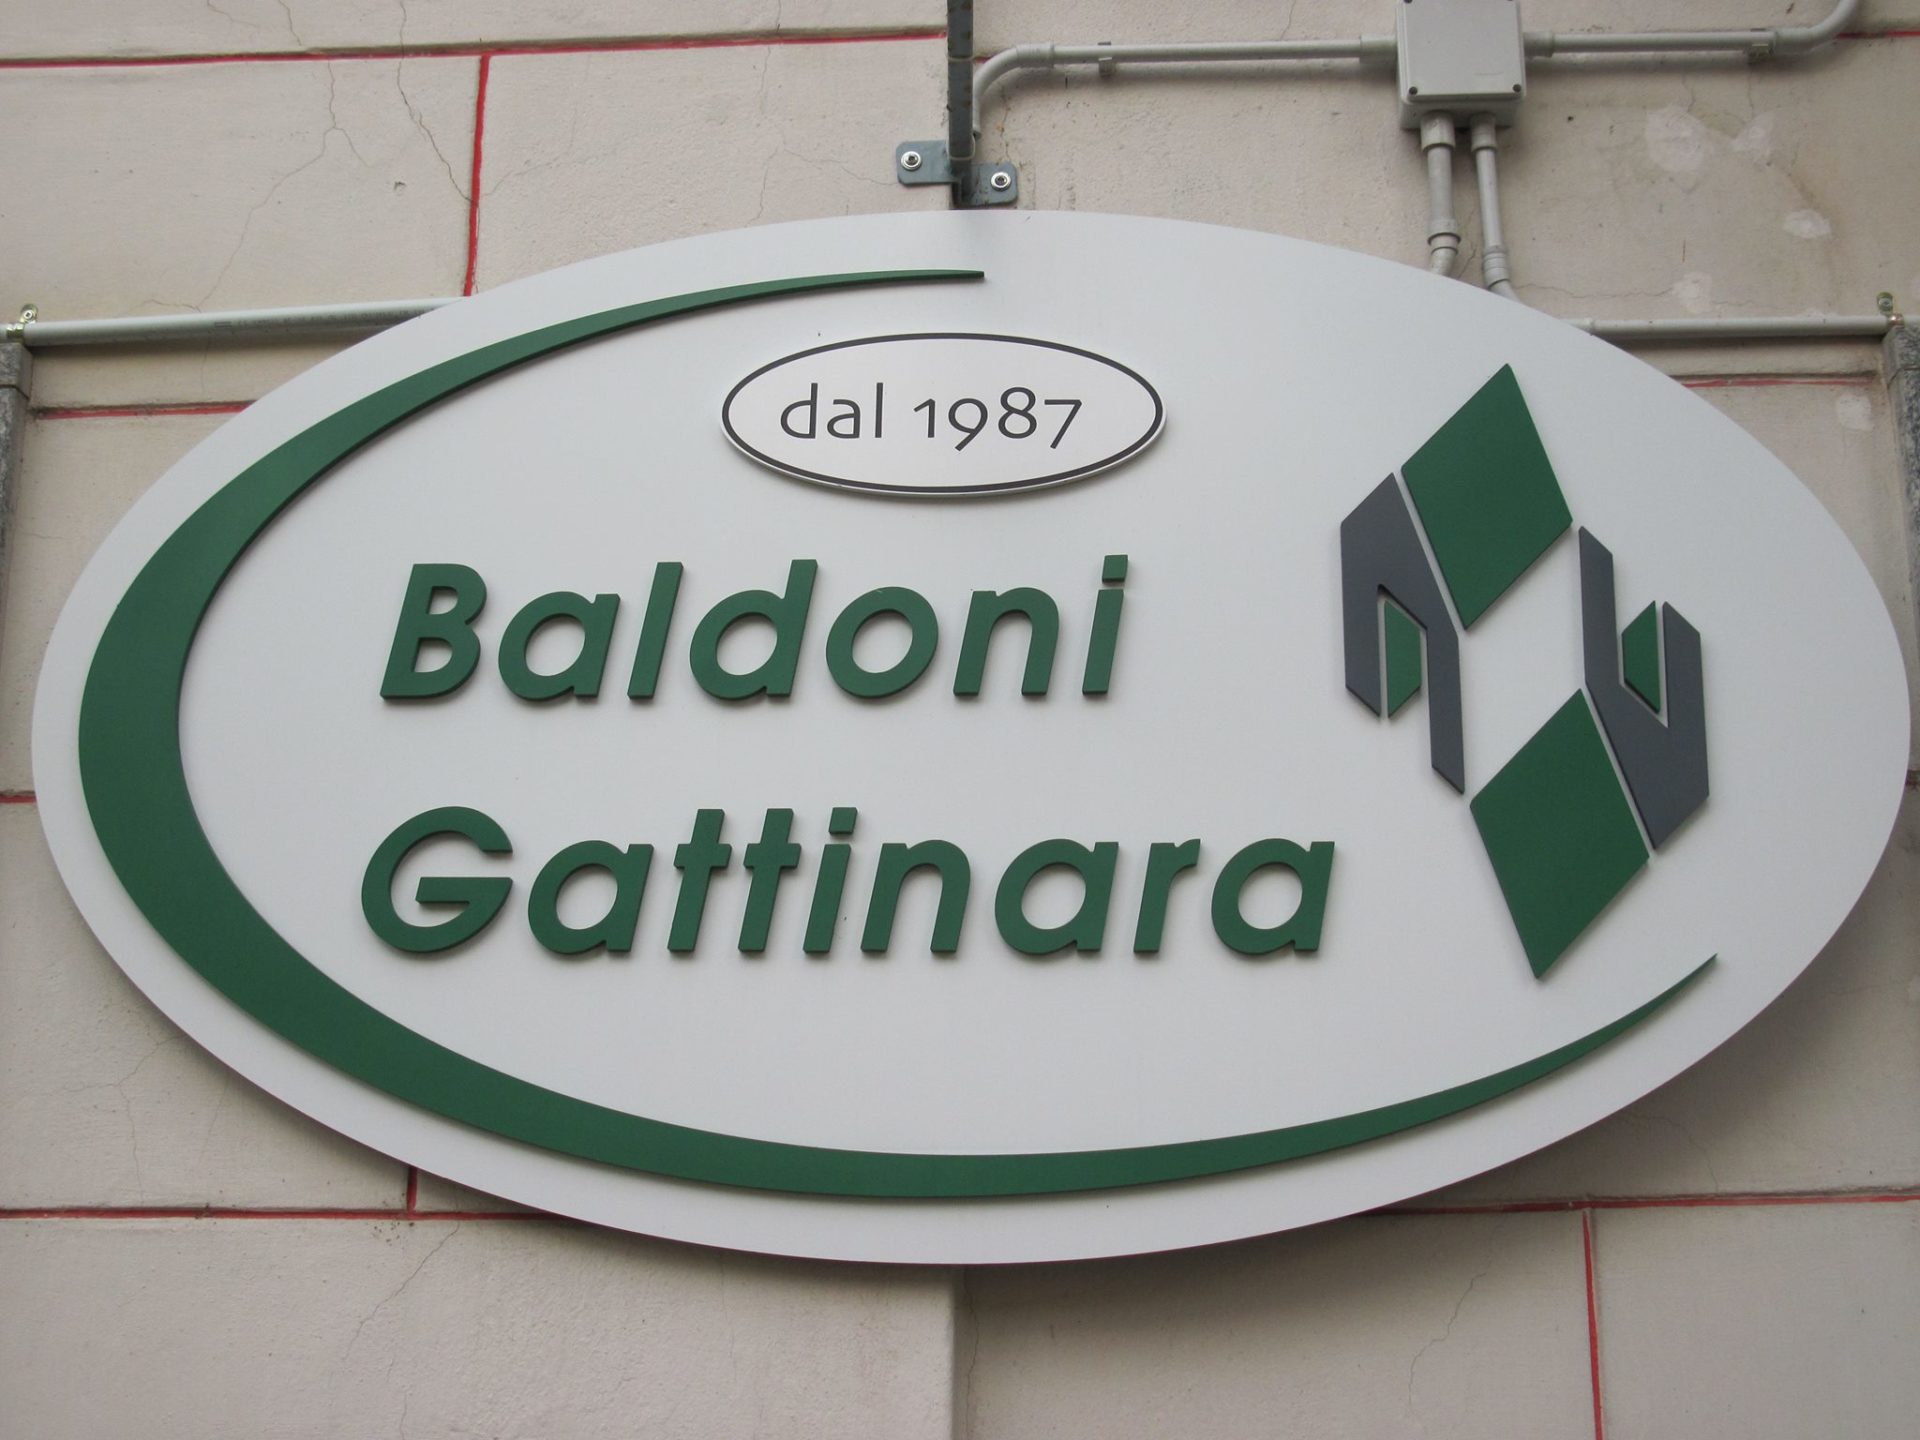 dal 1987
Baldoni
Gattinara